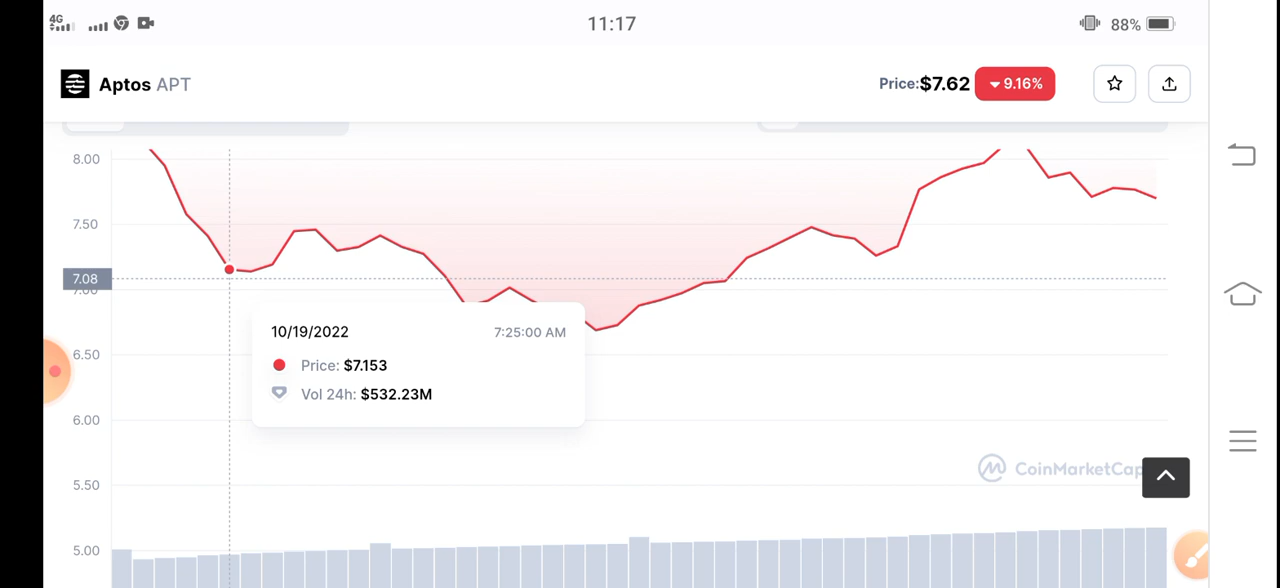 4G 11:17 88%
Aptos APT Price:$7.62 9.16%
8.00
7.50
7.08
7.00
10/19/2022 7:25:00 AM
Price: $7.153
Vol 24h: $532.23M
6.50
6.00
CoinMarketCap
5.50
5.00